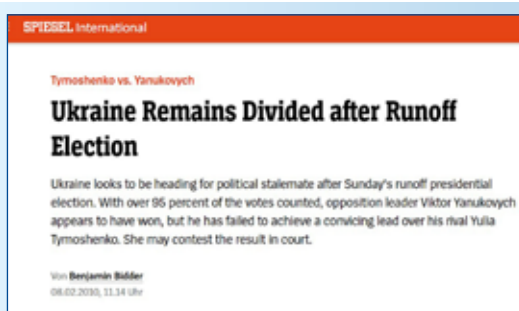 SPIEGEL International
Tymoshenko vs. Yanukovych
Ukraine Remains Divided after Runoff
Election
Ukraine looks to be heading for political stalemate after Sunday's runoff presidential
election. With over 95 percent of the votes counted, opposition leader Viktor Yanukovych
appears to have won, but he has failed to achieve a convicing lead over his rival Yulia
Tymoshenko. She may contest the result in court.
Von Benjamin Bidder
08.02.2010, 11.14 Uhr